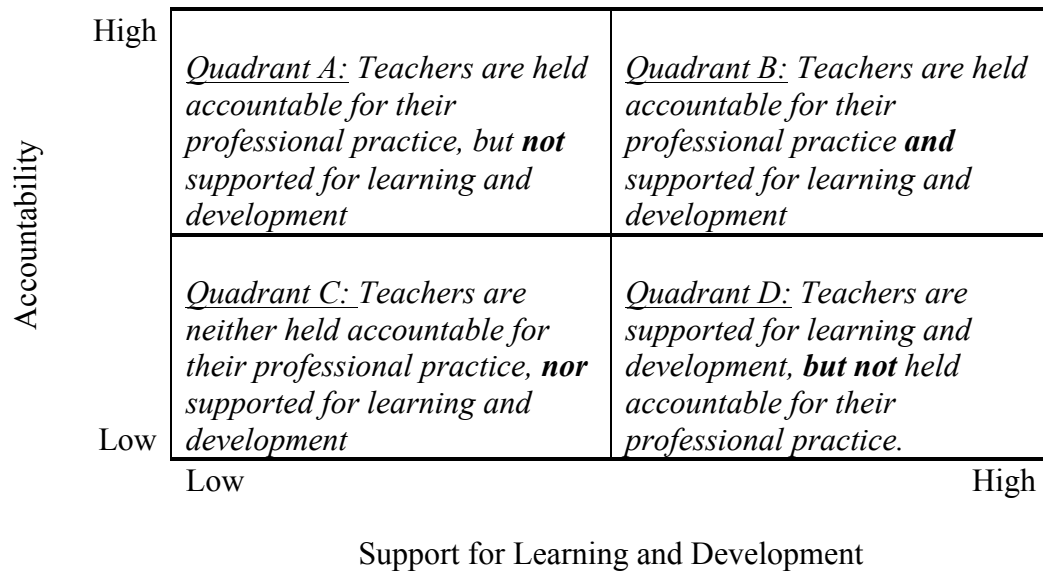 High
Accountability
Quadrant A: Teachers are held
accountable for their
professional practice, but not
supported for learning and
development
Quadrant B: Teachers are held
accountable for their
professional practice and
supported for learning and
development
Quadrant C: Teachers are
neither held accountable for
their professional practice, nor
supported for learning and
development
Quadrant D: Teachers are
supported for learning and
development, but not held
accountable for their
professional practice.
Low
Low
High
Support for Learning and Development